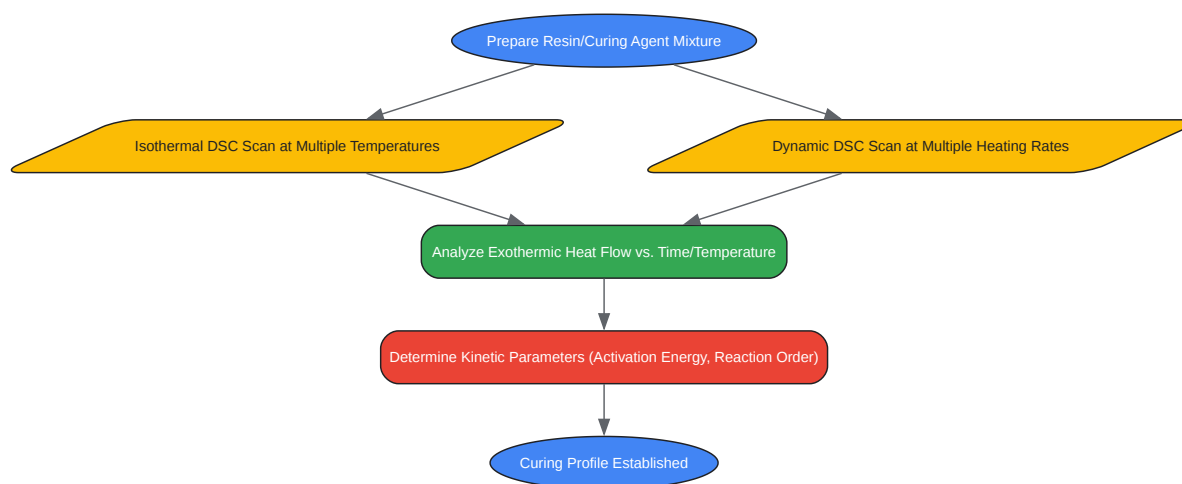 Prepare Resin/Curing Agent Mixture
Isothermal DSC Scan at Multiple Temperatures
Dynamic DSC Scan at Multiple Heating Rates
Analyze Exothermic Heat Flow vs. Time/Temperature
Determine Kinetic Parameters (Activation Energy, Reaction Order)
Curing Profile Established